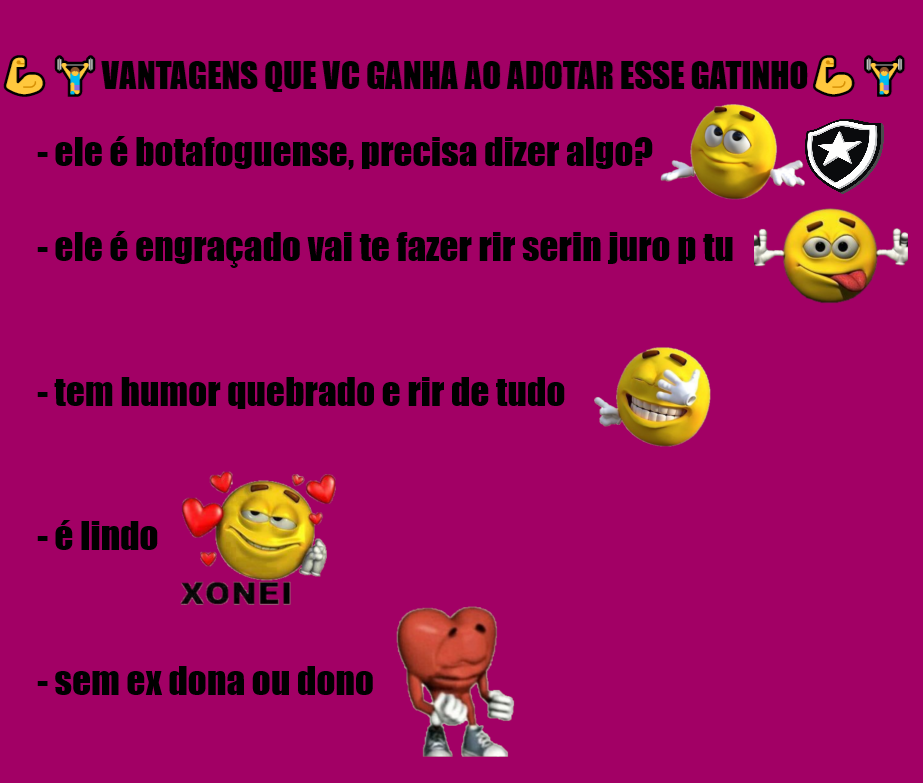 VANTAGENS QUE VC GANHA AO ADOTAR ESSE GATINHO
- ele é botafoguense, precisa dizer algo?
- ele é engraçado vai te fazer rir serin juro p tu
- tem humor quebrado e rir de tudo
- é lindo
XONEI
- sem ex dona ou dono